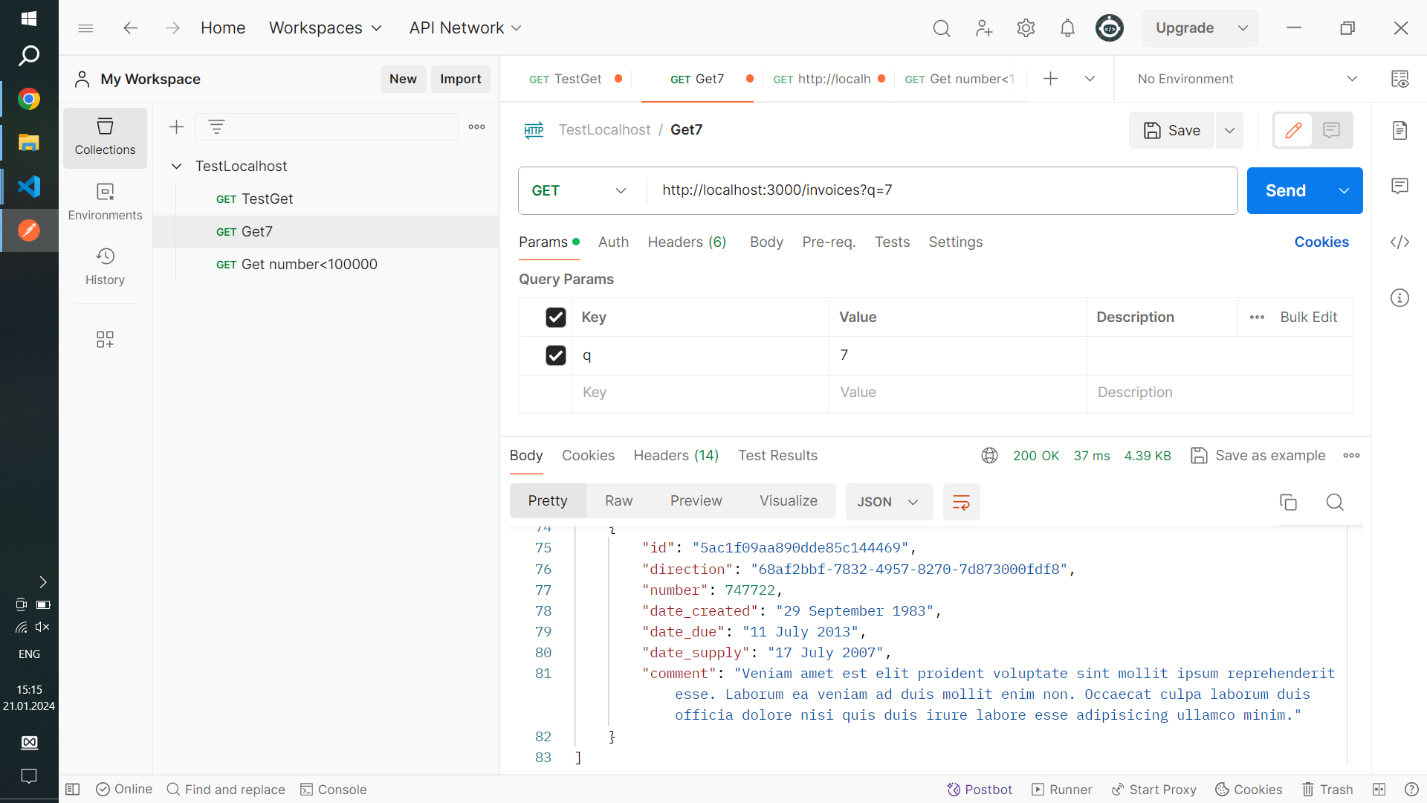 Home Workspaces API Network Upgrade
My Workspace New Import
GET TestGet GET Get7 GET http://localh GET Get number<1 No Environment
Collections
Environments
History
TestLocalhost
GET TestGet
GET Get7
GET Get number<100000
HTTP TestLocalhost / Get7 Save
GET http://localhost:3000/invoices?q=7 Send
Params Auth Headers (6) Body Pre-req. Tests Settings Cookies
Query Params
Key Value Description Bulk Edit
q 7
Key Value Description
Body Cookies Headers (14) Test Results 200 OK 37 ms 4.39 KB Save as example
Pretty Raw Preview Visualize JSON
74 {
75 "id": "5ac1f09aa890dde85c144469",
76 "direction": "68af2bbf-7832-4957-8270-7d873000fdf8",
77 "number": 747722,
78 "date_created": "29 September 1983",
79 "date_due": "11 July 2013",
80 "date_supply": "17 July 2007",
81 "comment": "Veniam amet est elit proident voluptate sint mollit ipsum reprehenderit
esse. Laborum ea veniam ad duis mollit enim non. Occaecat culpa laborum duis
officia dolore nisi quis duis irure labore esse adipisicing ullamco minim."
82 }
83 ]
ENG
15:15
21.01.2024
Online Find and replace Console Postbot Runner Start Proxy Cookies Trash